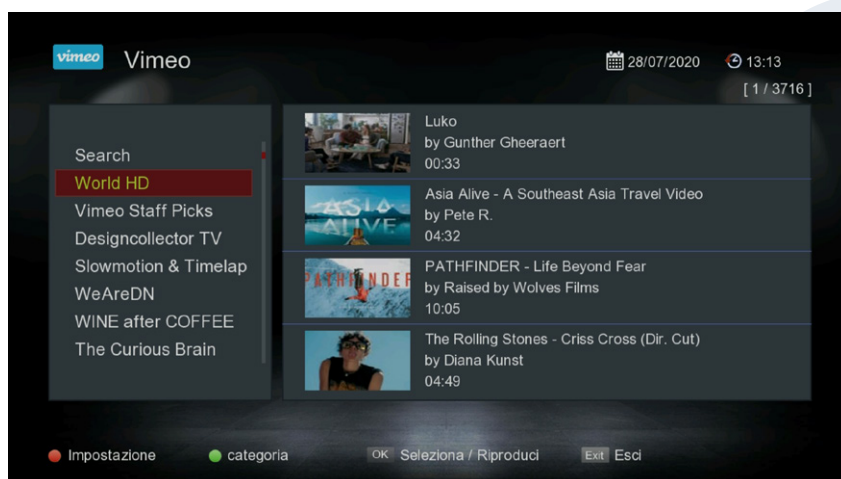 vimeo Vimeo
28/07/2020 13:13
[ 1 / 3716 ]
Search
World HD
Vimeo Staff Picks
Designcollector TV
Slowmotion & Timelap
WeAreDN
WINE after COFFEE
The Curious Brain
Luko
by Gunther Gheeraert
00:33
ASIA
ALIVE
Asia Alive - A Southeast Asia Travel Video
by Pete R.
04:32
PATHFINDER
PATHFINDER - Life Beyond Fear
by Raised by Wolves Films
10:05
The Rolling Stones - Criss Cross (Dir. Cut)
by Diana Kunst
04:49
Impostazione categoria OK Seleziona / Riproduci Exit Esci